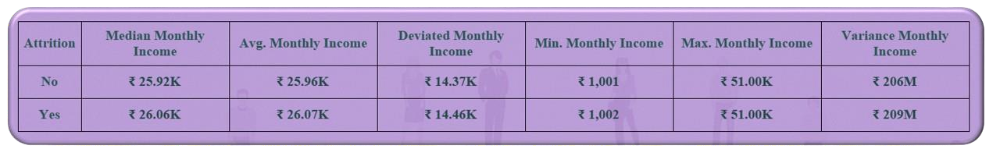 Attrition Median Monthly Income Avg. Monthly Income Deviated Monthly Income Min. Monthly Income Max. Monthly Income Variance Monthly Income
No ₹ 25.92K ₹ 25.96K ₹ 14.37K ₹ 1,001 ₹ 51.00K ₹ 206M
Yes ₹ 26.06K ₹ 26.07K ₹ 14.46K ₹ 1,002 ₹ 51.00K ₹ 209M